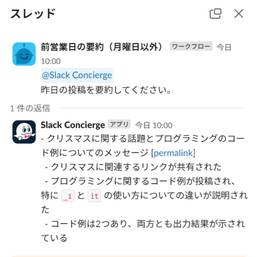 スレッド
前営業日の要約（月曜日以外） ワークフロー 今日
10:00
@Slack Concierge
昨日の投稿を要約してください。
1 件の返信
Slack Concierge アプリ 今日 10:00
- クリスマスに関する話題とプログラミングのコー
ド例についてのメッセージ [permalink]
- クリスマスに関連するリンクが共有された
- プログラミングに関するコード例が投稿され、
特に _i と it の使い方についての違いが説明され
た
- コード例は2つあり、両方とも出力結果が示され
ている